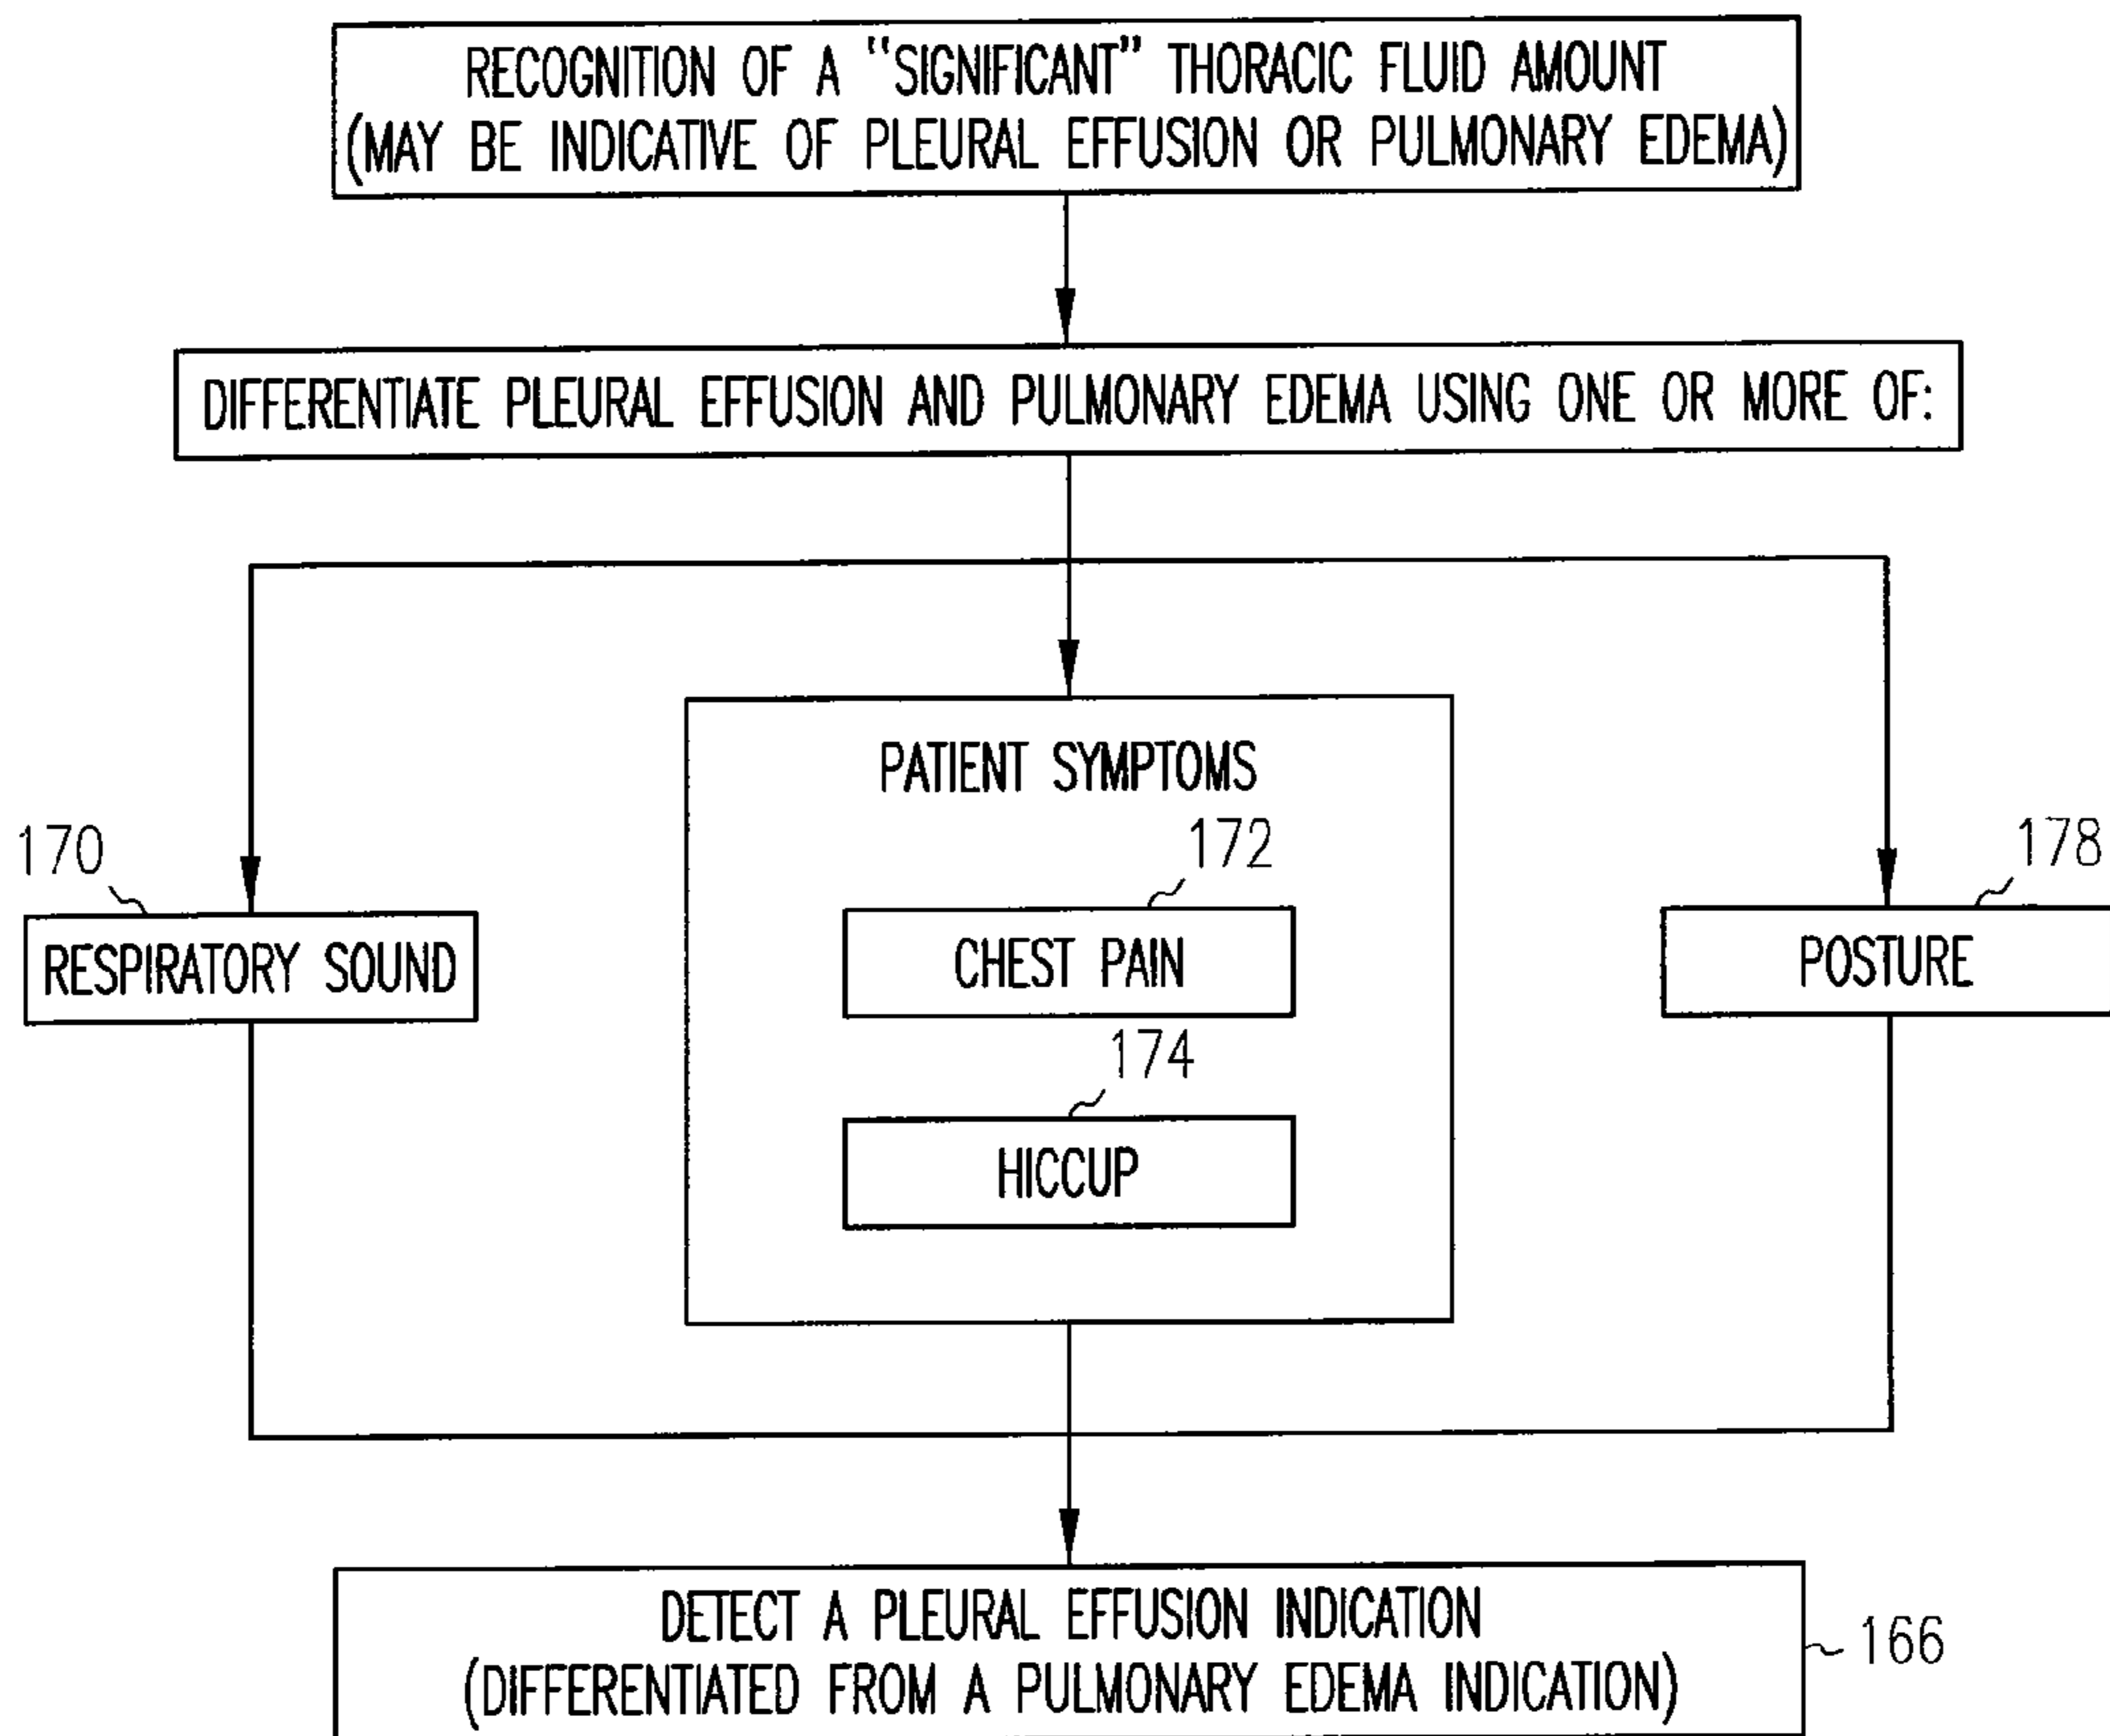 RECOGNITION OF A "SIGNIFICANT" THORACIC FLUID AMOUNT
(MAY BE INDICATIVE OF PLEURAL EFFUSION OR PULMONARY EDEMA)
DIFFERENTIATE PLEURAL EFFUSION AND PULMONARY EDEMA USING ONE OR MORE OF:
170
RESPIRATORY SOUND
PATIENT SYMPTOMS
172
CHEST PAIN
174
HICCUP
178
POSTURE
DETECT A PLEURAL EFFUSION INDICATION
(DIFFERENTIATED FROM A PULMONARY EDEMA INDICATION)
166